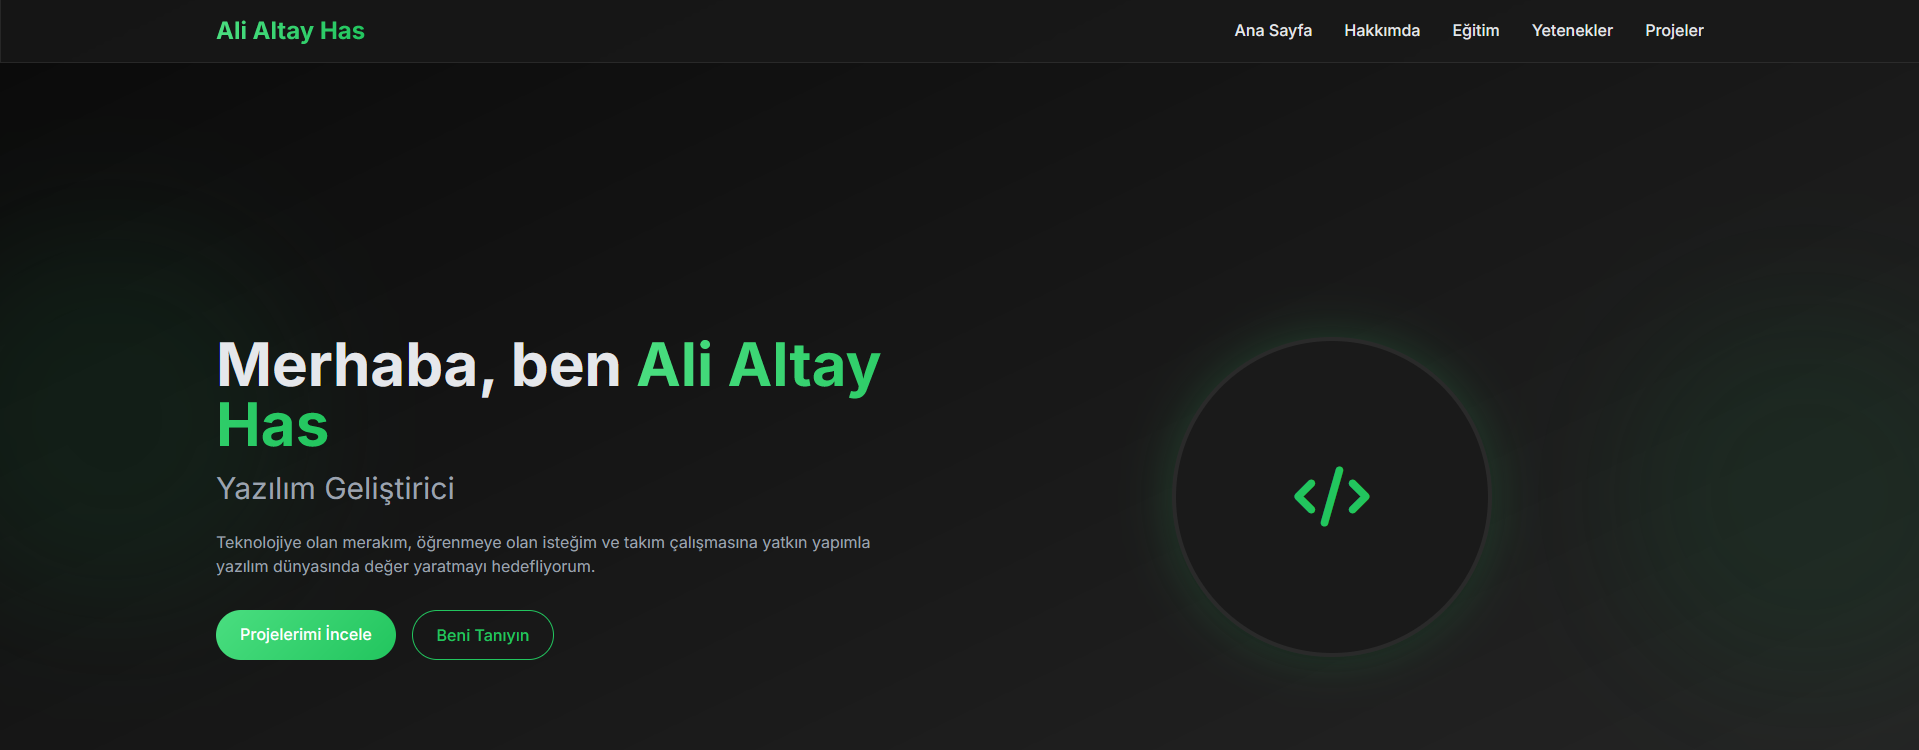 Ali Altay Has
Ana Sayfa
Hakkımda
Eğitim
Yetenekler
Projeler
Merhaba, ben Ali Altay
Has
Yazılım Geliştirici
Teknolojiye olan merakım, öğrenmeye olan isteğim ve takım çalışmasına yatkın yapımla
yazılım dünyasında değer yaratmayı hedefliyorum.
Projelerimi İncele
Beni Tanıyın